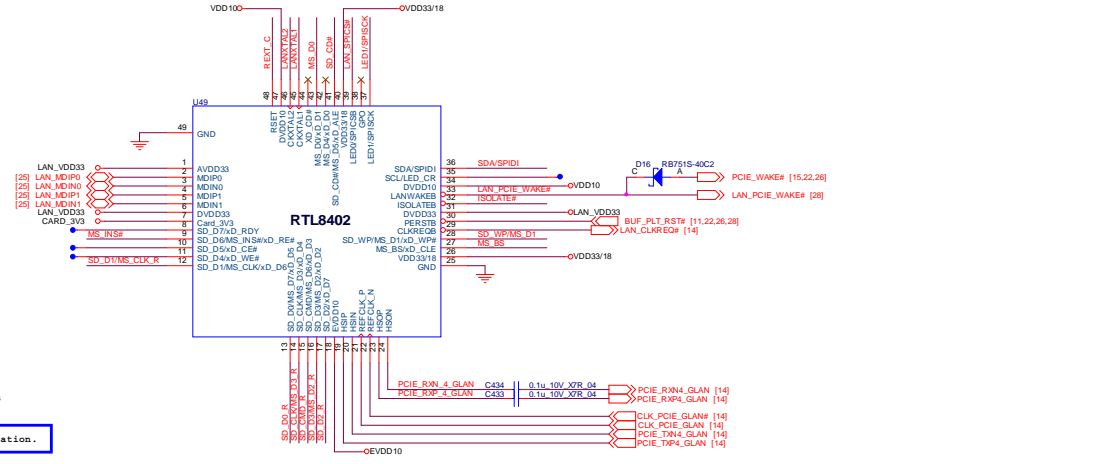 VDD10
VDD33/18
REXT_C
LANXTAL2
LANXTAL1
MS_D0
SD_CD#
LAN_SPICS#
LED1/SPISCK
48
47
46
45
44
43
42
41
40
39
38
37
U49
RSET
DVDD10
CKXTAL2
CKXTAL1
XD_CD#
MS_D0/xD_D1
MS_D4/xD_D0
SD_CD#/MS_D5/xD_ALE
VDD33/18
LED0/SPICSB
GPO
LED1/SPISCK
49
GND
LAN_VDD33
1
AVDD33
[25] LAN_MDIP0
2
MDIP0
[25] LAN_MDIN0
3
MDIN0
[25] LAN_MDIP1
4
MDIP1
[25] LAN_MDIN1
5
MDIN1
LAN_VDD33
6
DVDD33
CARD_3V3
7
Card_3V3
8
SD_D7/xD_RDY
MS_INS#
9
SD_D6/MS_INS#/xD_RE#
10
SD_D5/xD_CE#
11
SD_D4/xD_WE#
SD_D1/MS_CLK_R
12
SD_D1/MS_CLK/xD_D6
RTL8402
SDA/SPIDI
36
SDA/SPIDI
SCL/LED_CR
35
DVDD10
34
VDD10
LANWAKEB
33
LAN_PCIE_WAKE#
ISOLATEB
32
ISOLATE#
DVDD33
31
LAN_VDD33
PERSTB
30
BUF_PLT_RST# [11,22,26,28]
CLKREQB
29
LAN_CLKREQ# [14]
SD_WP/MS_D1/xD_WP#
28
SD_WP/MS_D1
MS_BS/xD_CLE
27
MS_BS
VDD33/18
26
VDD33/18
GND
25
D16
RB751S-40C2
C
A
PCIE_WAKE# [15,22,26]
LAN_PCIE_WAKE# [28]
SD_D0/MS_D7/xD_D5
SD_CLK/MS_D3/xD_D4
SD_CMD/MS_D6/xD_D3
SD_D3/MS_D2/xD_D2
SD_D2/xD_D7
EVDD10
HSIP
HSIN
REFCLK_P
REFCLK_N
HSOP
HSON
13
14
15
16
17
18
19
20
21
22
23
24
SD_D0_R
SD_CLK/MS_D3_R
SD_CMD_R
SD_D3/MS_D2_R
SD_D2_R
EVDD10
PCIE_RXN_4_GLAN
C434
0.1u_10V_X7R_04
PCIE_RXN4_GLAN [14]
PCIE_RXP_4_GLAN
C433
0.1u_10V_X7R_04
PCIE_RXP4_GLAN [14]
CLK_PCIE_GLAN# [14]
CLK_PCIE_GLAN [14]
PCIE_TXN4_GLAN [14]
PCIE_TXP4_GLAN [14]
ation.